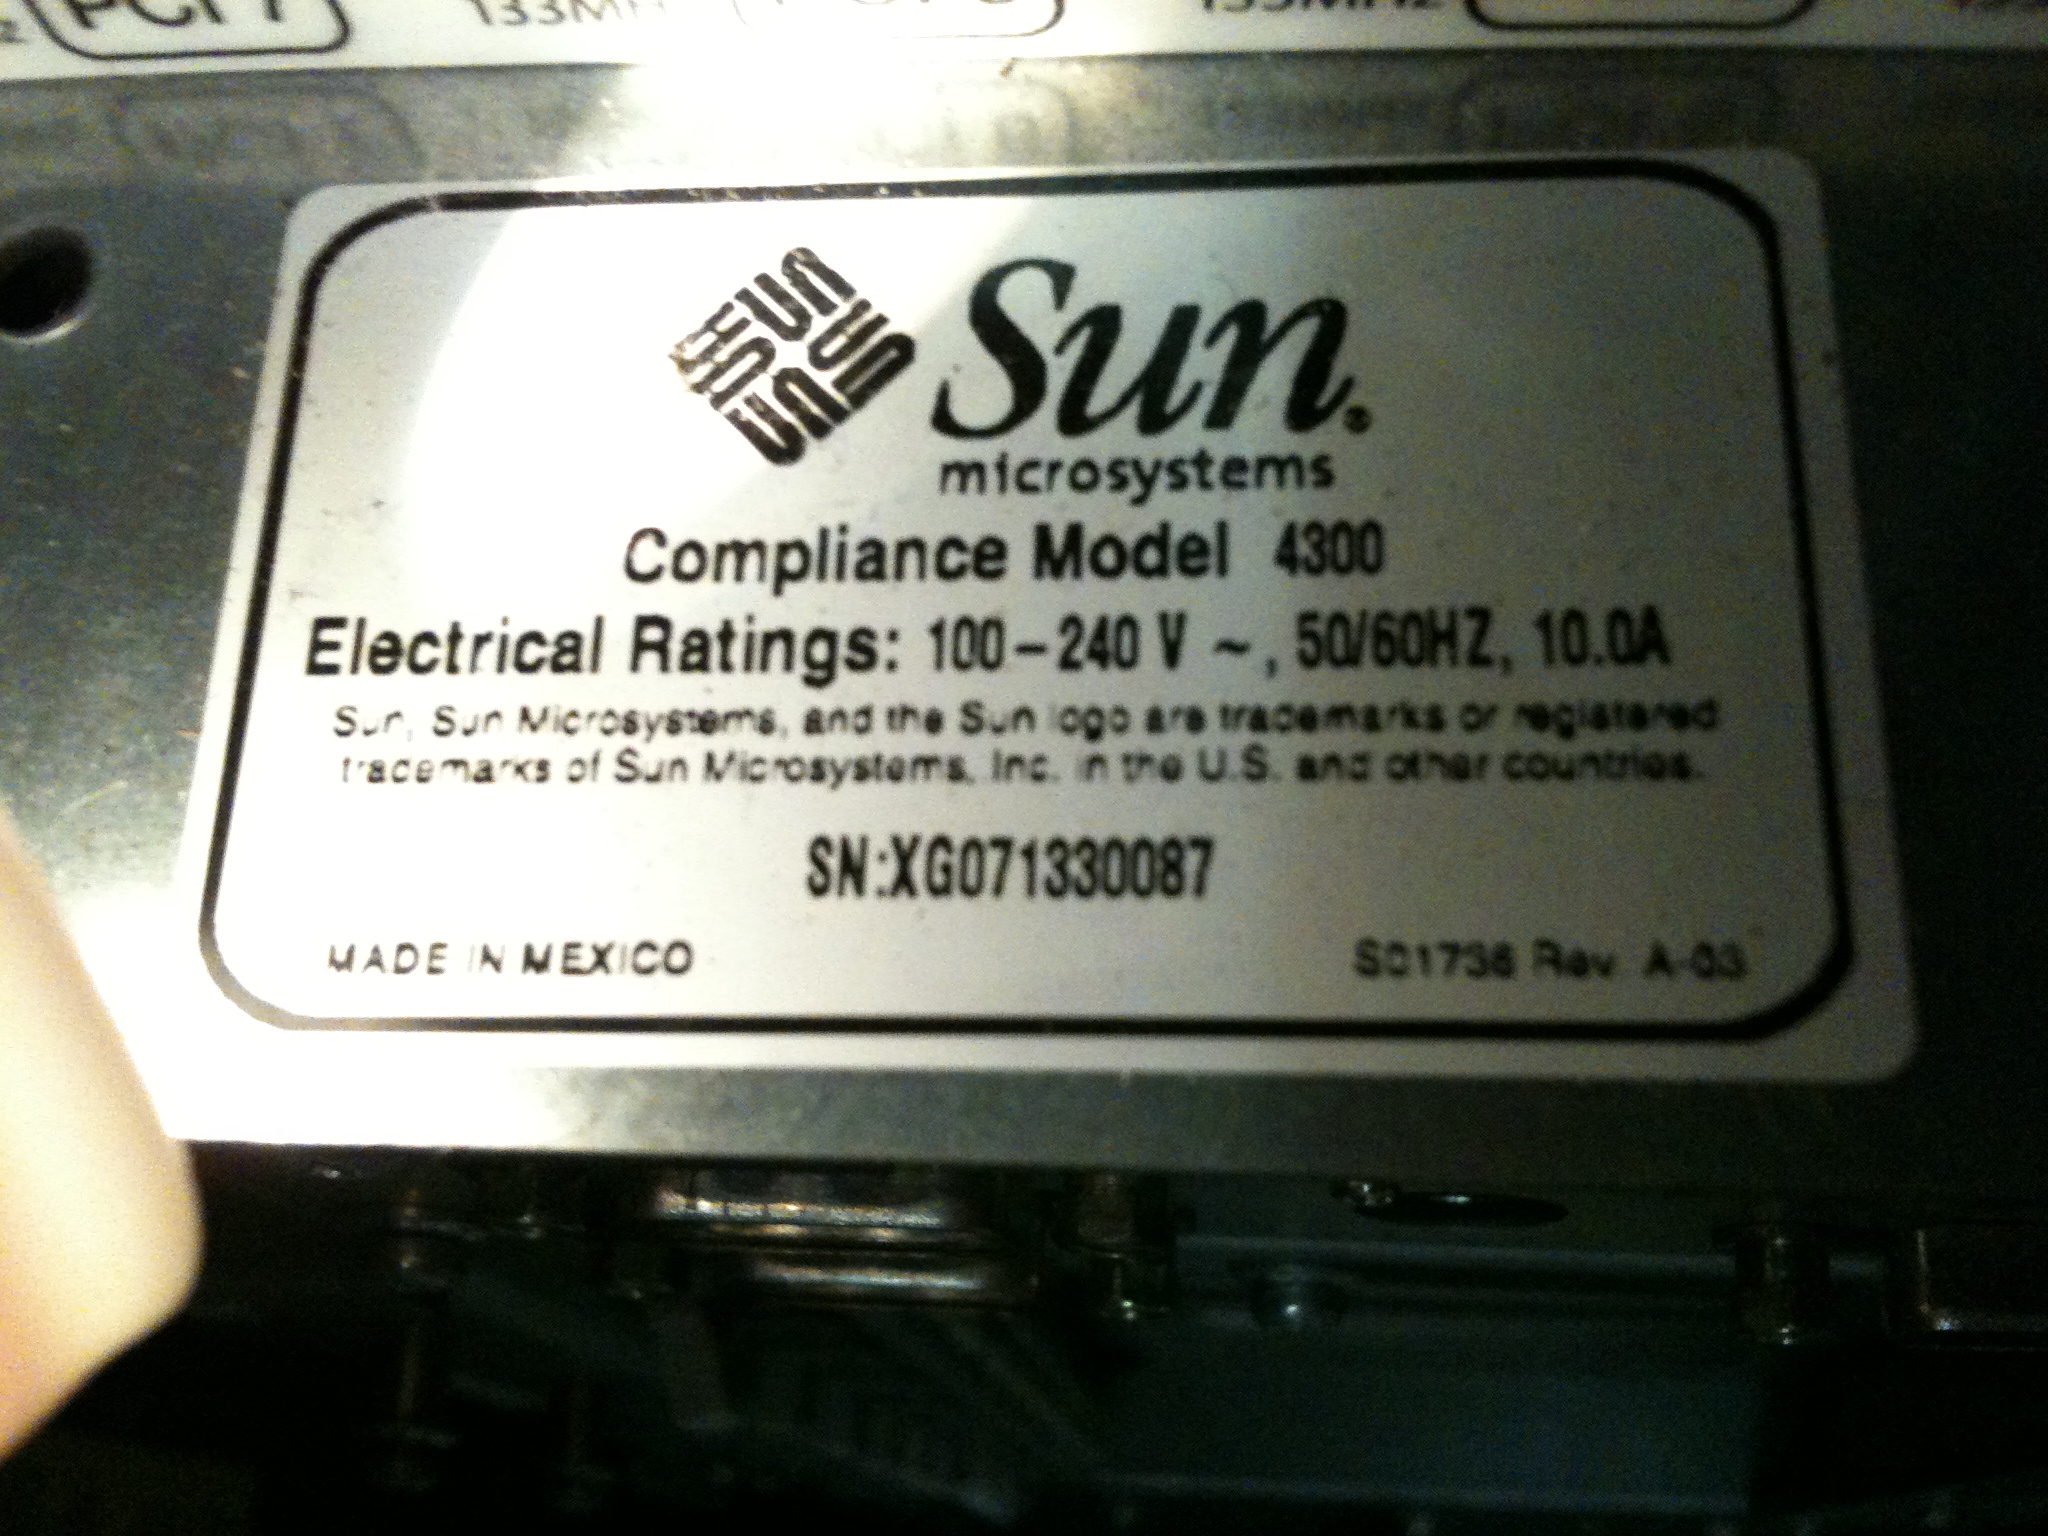 Sun®
microsystems
Compliance Model 4300
Electrical Ratings: 100-240 V ~, 50/60HZ, 10.0A
Sun, Sun Microsystems, and the Sun logo are trademarks or registered
trademarks of Sun Microsystems, Inc. in the U.S. and other countries.
SN:XG071330087
MADE IN MEXICO
S01738 Rev A-03
133MH